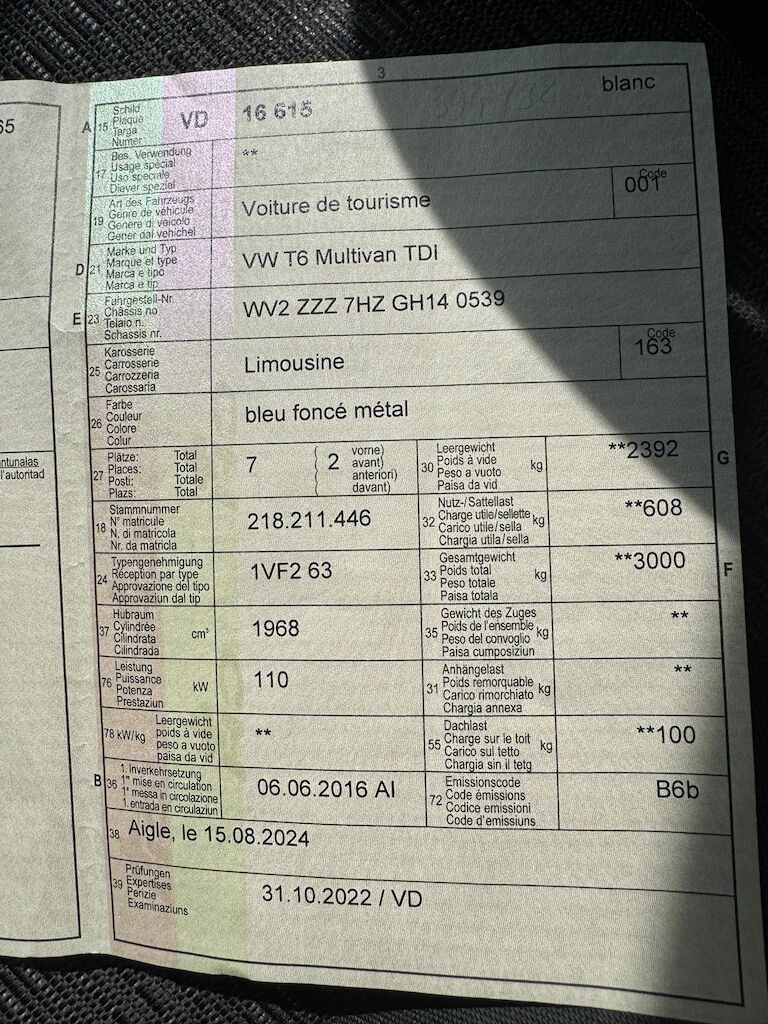 65
ntunalas
l'autoritad
3
A 15 Schild Plaque Targa Numer VD 16 615 blanc
17 Bes. Verwendung Usage spécial Uso speciale Diever spezial **
19 Art des Fahrzeugs Genre de véhicule Genere di veicolo Gener dal vehichel Voiture de tourisme Code 001
D 21 Marke und Typ Marque et type Marca e tipo Marca e tip VW T6 Multivan TDI
E 23 Fahrgestell-Nr. Châssis no Telaio n. Schassis nr. WV2 ZZZ 7HZ GH14 0539
25 Karosserie Carrosserie Carrozzeria Carossaria Limousine Code 163
26 Farbe Couleur Colore Colur bleu foncé métal
27 Plätze: Total Places: Total Posti: Totale Plazs: Total 7 ( 2 vorne) avant) anteriori) davant) 30 Leergewicht Poids à vide Peso a vuoto Paisa da vid kg **2392 G
18 Stammnummer N° matricule N. di matricola Nr. da matricla 218.211.446 32 Nutz-/Sattellast Charge utile/sellette Carico utile/sella Chargia utila/sella kg **608
24 Typengenehmigung Réception par type Approvazione del tipo Approvaziun dal tip 1VF2 63 33 Gesamtgewicht Poids total Peso totale Paisa totala kg **3000 F
37 Hubraum Cylindrée Cilindrata Cilindrada cm³ 1968 35 Gewicht des Zuges Poids de l'ensemble Peso del convoglio Paisa cumposiziun kg **
76 Leistung Puissance Potenza Prestaziun kW 110 31 Anhängelast Poids remorquable Carico rimorchiato Chargia annexa kg **
78 kW/kg Leergewicht poids à vide peso a vuoto paisa da vid ** 55 Dachlast Charge sur le toit Carico sul tetto Chargia sin il tetg kg **100
B 36 1. Inverkehrsetzung 1re mise en circulation 1a messa in circolazione 1. entrada en circulaziun 06.06.2016 AI 72 Emissionscode Code émissions Codice emissioni Code d'emissiuns B6b
38 Aigle, le 15.08.2024
39 Prüfungen Expertises Perizie Examinaziuns 31.10.2022 / VD